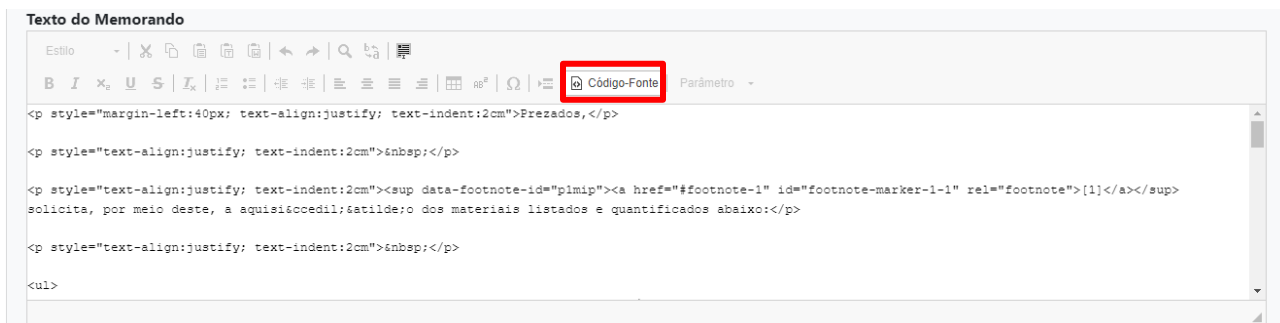 Texto do Memorando
Estilo
B I x₂ U S Ix Ω Código-Fonte Parâmetro
<p style="margin-left:40px; text-align:justify; text-indent:2cm">Prezados,</p>
<p style="text-align:justify; text-indent:2cm">&nbsp;</p>
<p style="text-align:justify; text-indent:2cm"><sup data-footnote-id="p1mip"><a href="#footnote-1" id="footnote-marker-1-1" rel="footnote">[1]</a></sup>
solicita, por meio deste, a aquisi&ccedil;&atilde;o dos materiais listados e quantificados abaixo:</p>
<p style="text-align:justify; text-indent:2cm">&nbsp;</p>
<ul>